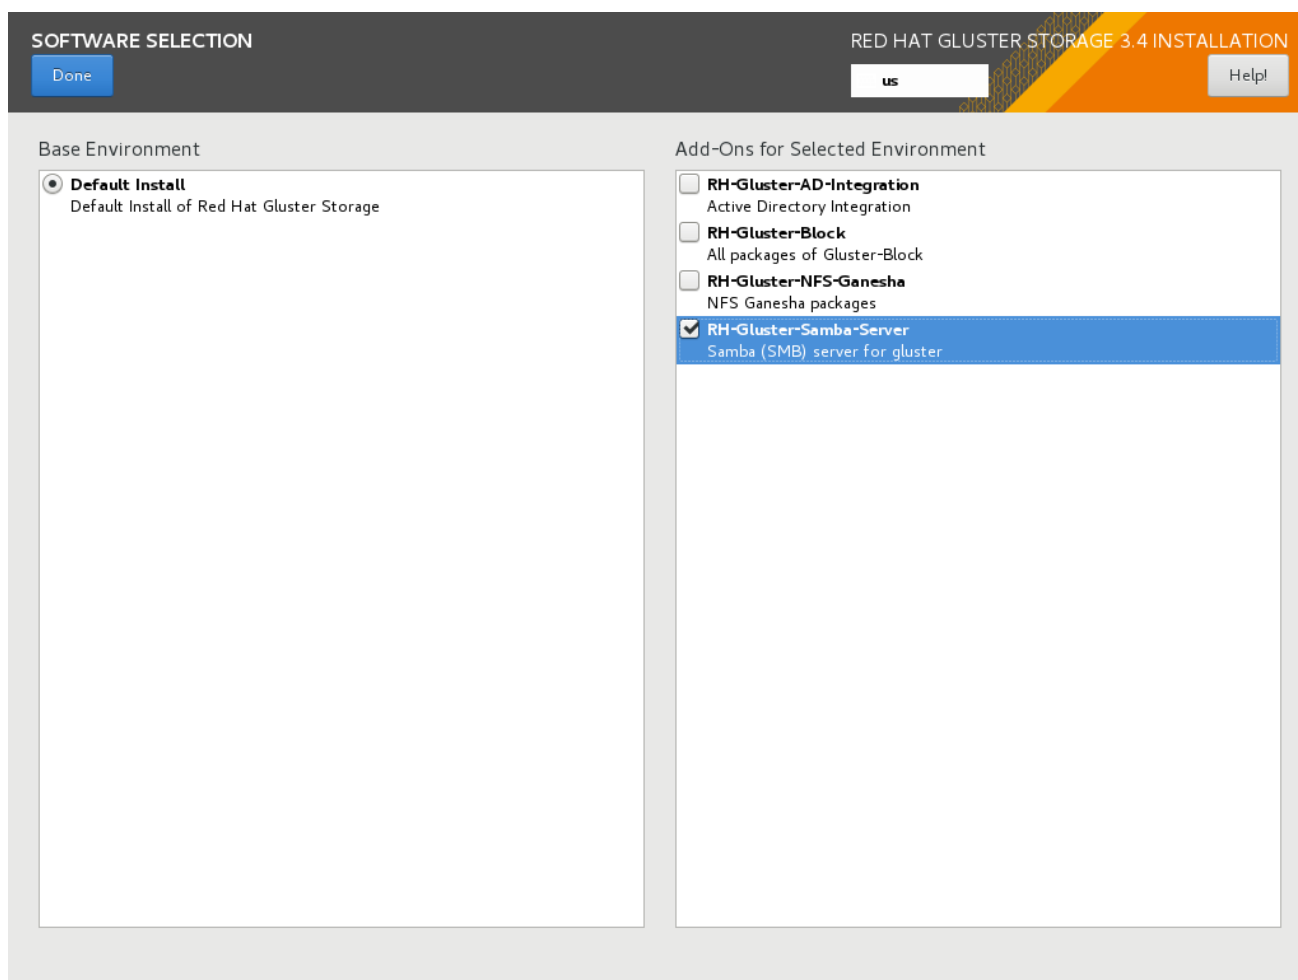 SOFTWARE SELECTION
RED HAT GLUSTER STORAGE 3.4 INSTALLATION
Done
us
Help!
Base Environment
Default Install
Default Install of Red Hat Gluster Storage
Add-Ons for Selected Environment
RH-Gluster-AD-Integration
Active Directory Integration
RH-Gluster-Block
All packages of Gluster-Block
RH-Gluster-NFS-Ganesha
NFS Ganesha packages
RH-Gluster-Samba-Server
Samba (SMB) server for gluster